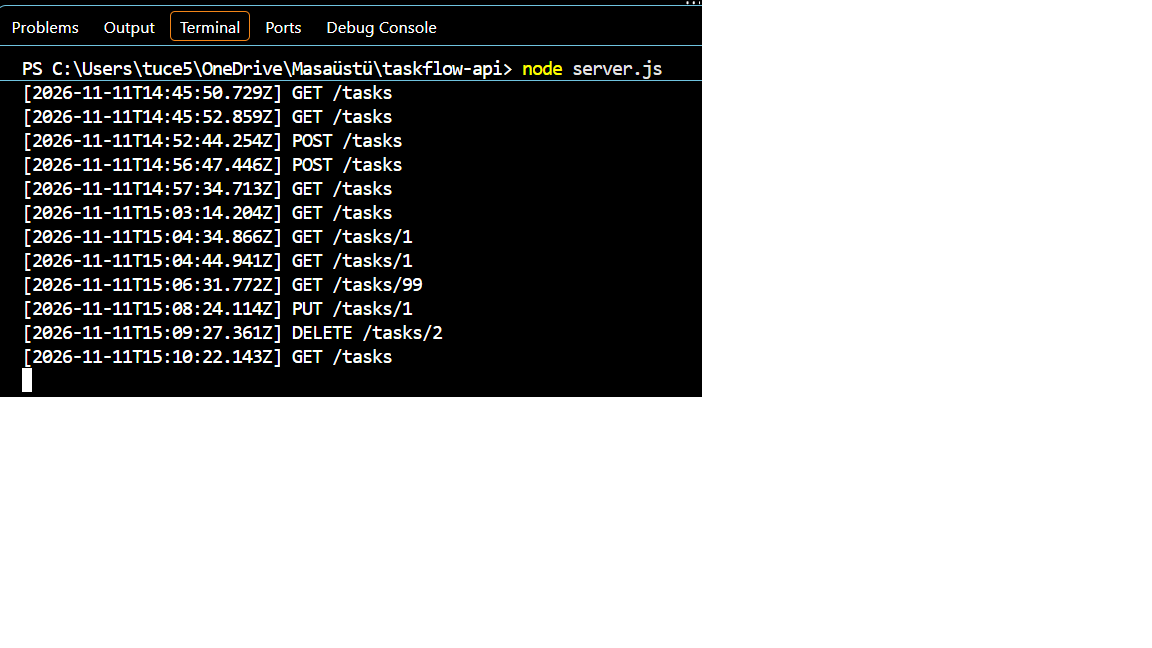 Problems Output Terminal Ports Debug Console
PS C:\Users\tuce5\OneDrive\Masaüstü\taskflow-api> node server.js
[2026-11-11T14:45:50.729Z] GET /tasks
[2026-11-11T14:45:52.859Z] GET /tasks
[2026-11-11T14:52:44.254Z] POST /tasks
[2026-11-11T14:56:47.446Z] POST /tasks
[2026-11-11T14:57:34.713Z] GET /tasks
[2026-11-11T15:03:14.204Z] GET /tasks
[2026-11-11T15:04:34.866Z] GET /tasks/1
[2026-11-11T15:04:44.941Z] GET /tasks/1
[2026-11-11T15:06:31.772Z] GET /tasks/99
[2026-11-11T15:08:24.114Z] PUT /tasks/1
[2026-11-11T15:09:27.361Z] DELETE /tasks/2
[2026-11-11T15:10:22.143Z] GET /tasks